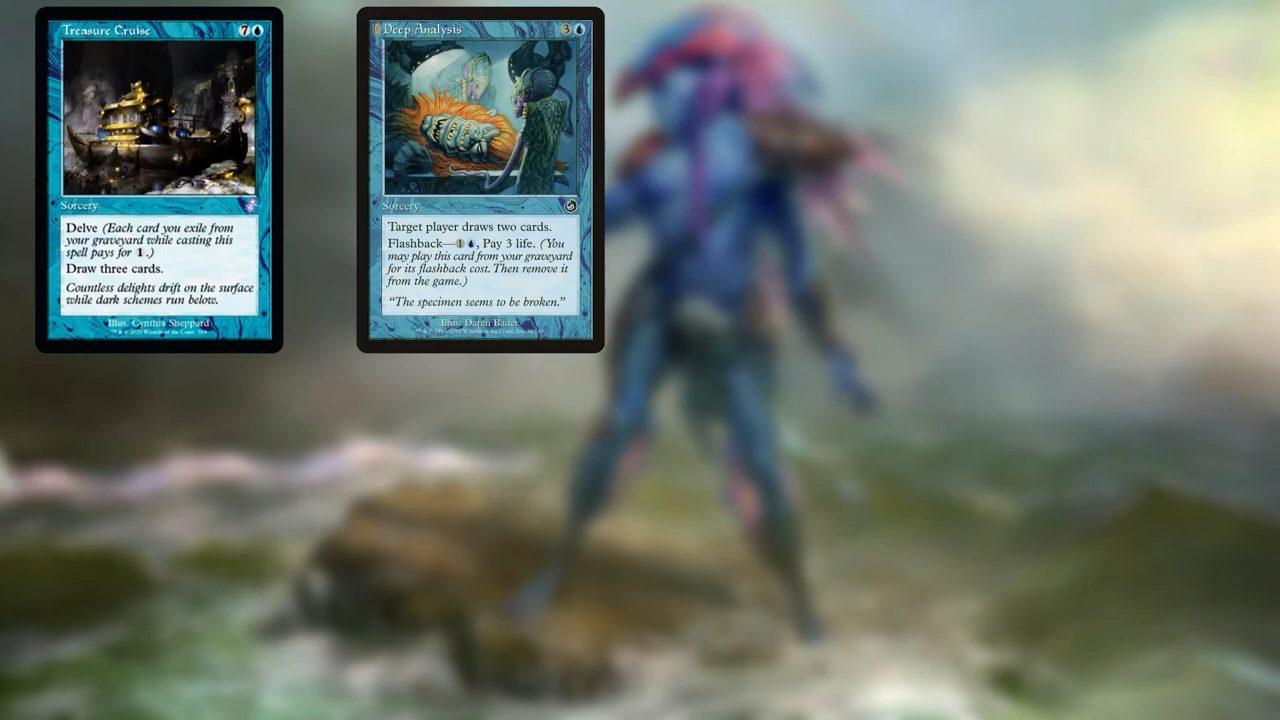 Treasure Cruise 7
Sorcery
Delve (Each card you exile from
your graveyard while casting this
spell pays for 1.)
Draw three cards.
Countless delights drift on the surface
while dark schemes run below.
Illus. Cynthia Sheppard
Deep Analysis 3
Sorcery
Target player draws two cards.
Flashback—1, Pay 3 life. (You
may play this card from your graveyard
for its flashback cost. Then remove it
from the game.)
“The specimen seems to be broken.”
Illus. Daren Bader